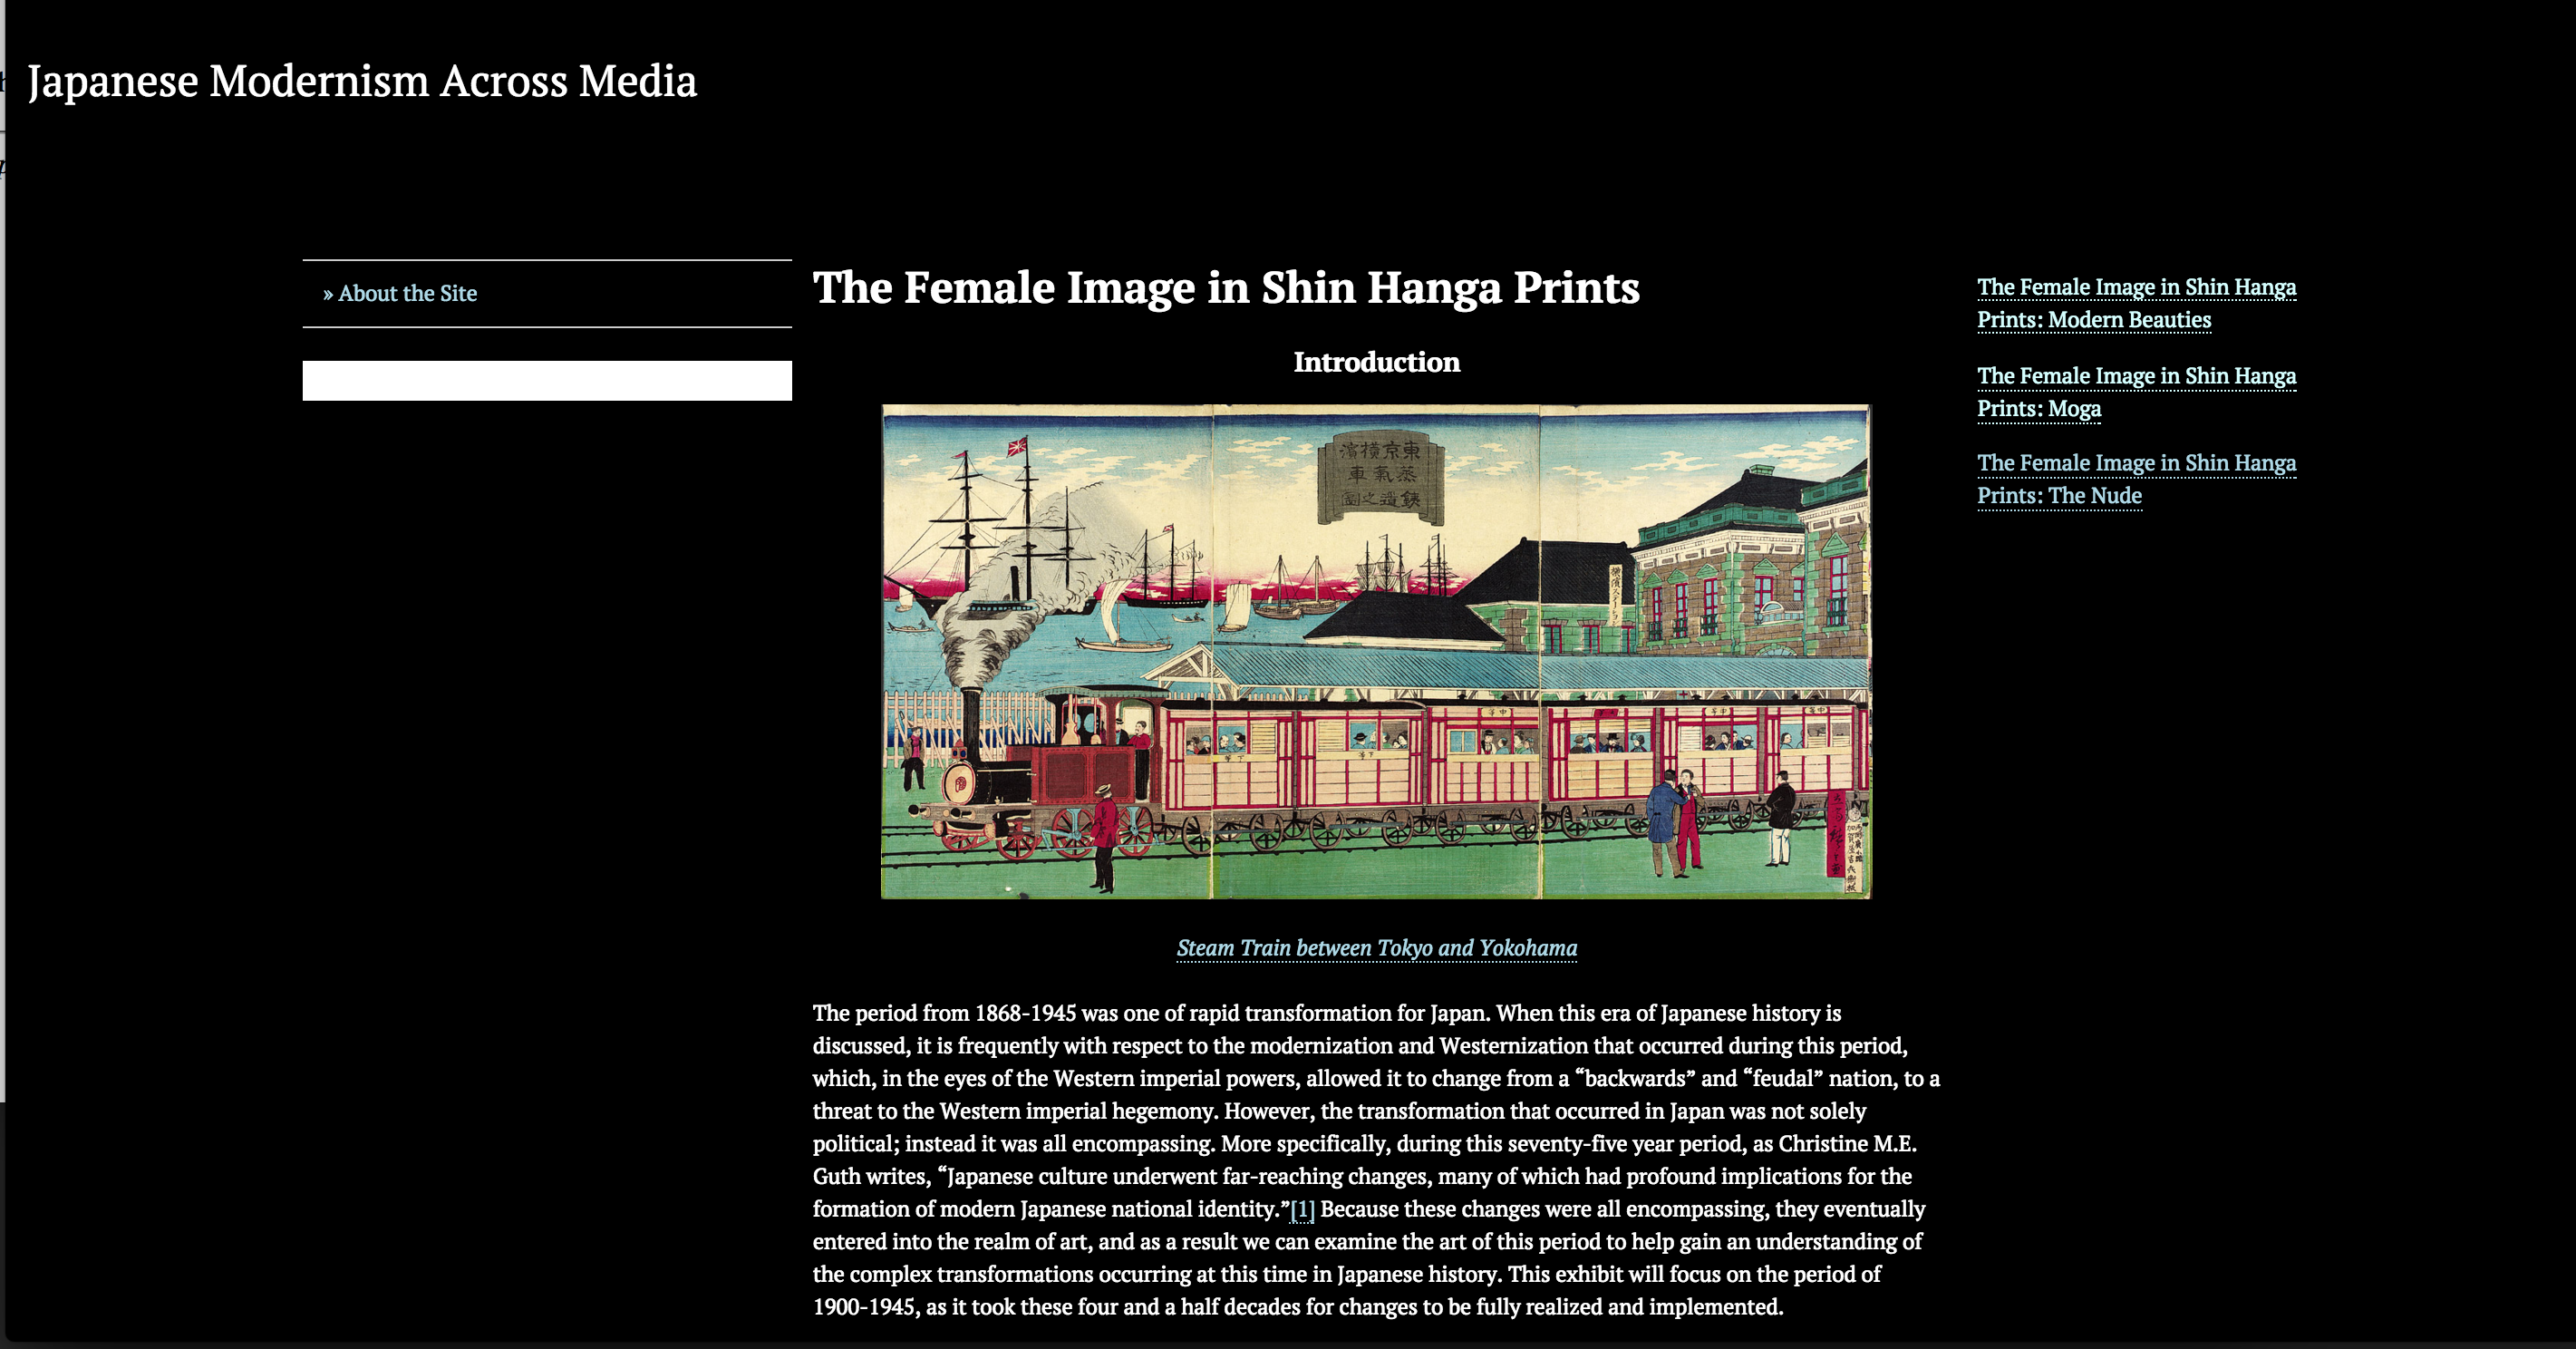 Japanese Modernism Across Media
» About the Site
The Female Image in Shin Hanga Prints
Introduction
東京横濱
蒸氣車
鉄道之圖
Steam Train between Tokyo and Yokohama
The period from 1868-1945 was one of rapid transformation for Japan. When this era of Japanese history is
discussed, it is frequently with respect to the modernization and Westernization that occurred during this period,
which, in the eyes of the Western imperial powers, allowed it to change from a “backwards” and “feudal” nation, to a
threat to the Western imperial hegemony. However, the transformation that occurred in Japan was not solely
political; instead it was all encompassing. More specifically, during this seventy-five year period, as Christine M.E.
Guth writes, “Japanese culture underwent far-reaching changes, many of which had profound implications for the
formation of modern Japanese national identity.”[1] Because these changes were all encompassing, they eventually
entered into the realm of art, and as a result we can examine the art of this period to help gain an understanding of
the complex transformations occurring at this time in Japanese history. This exhibit will focus on the period of
1900-1945, as it took these four and a half decades for changes to be fully realized and implemented.
The Female Image in Shin Hanga
Prints: Modern Beauties
The Female Image in Shin Hanga
Prints: Moga
The Female Image in Shin Hanga
Prints: The Nude